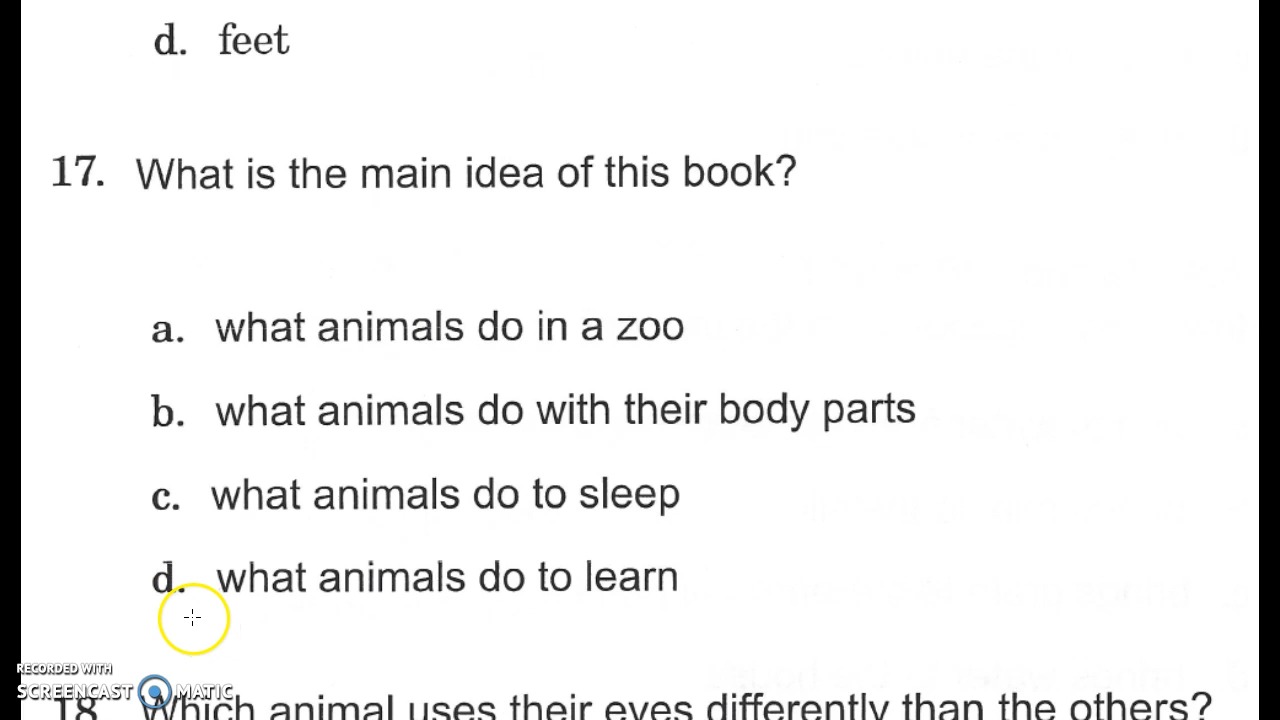 d. feet
17. What is the main idea of this book?
a. what animals do in a zoo
b. what animals do with their body parts
c. what animals do to sleep
d. what animals do to learn
RECORDED WITH
SCREENCAST MATIC
18. Which animal uses their eyes differently than the others?